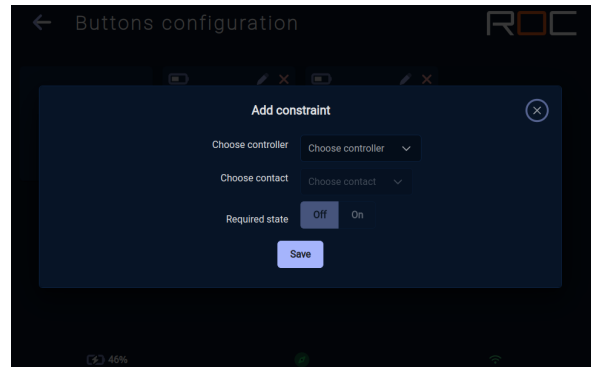 Buttons configuration
ROC
Add constraint
Choose controller Choose controller
Choose contact Choose contact
Required state Off On
Save
46%